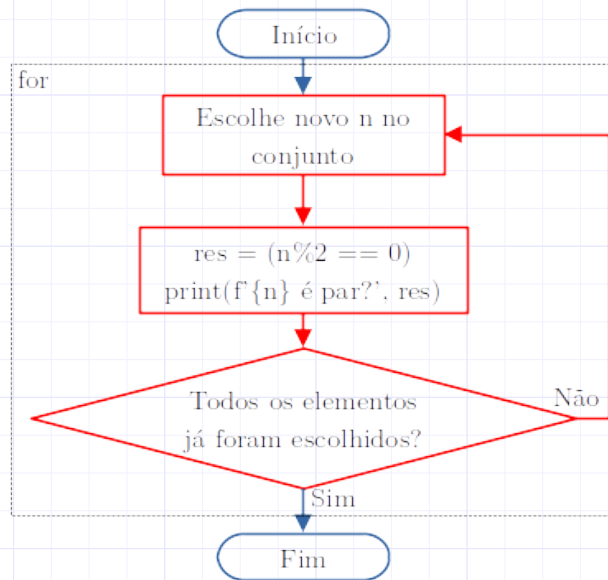 Início
for
Escolhe novo n no
conjunto
res = (n%2 == 0)
print(f'{n} é par?', res)
Todos os elementos
já foram escolhidos?
Não
Sim
Fim